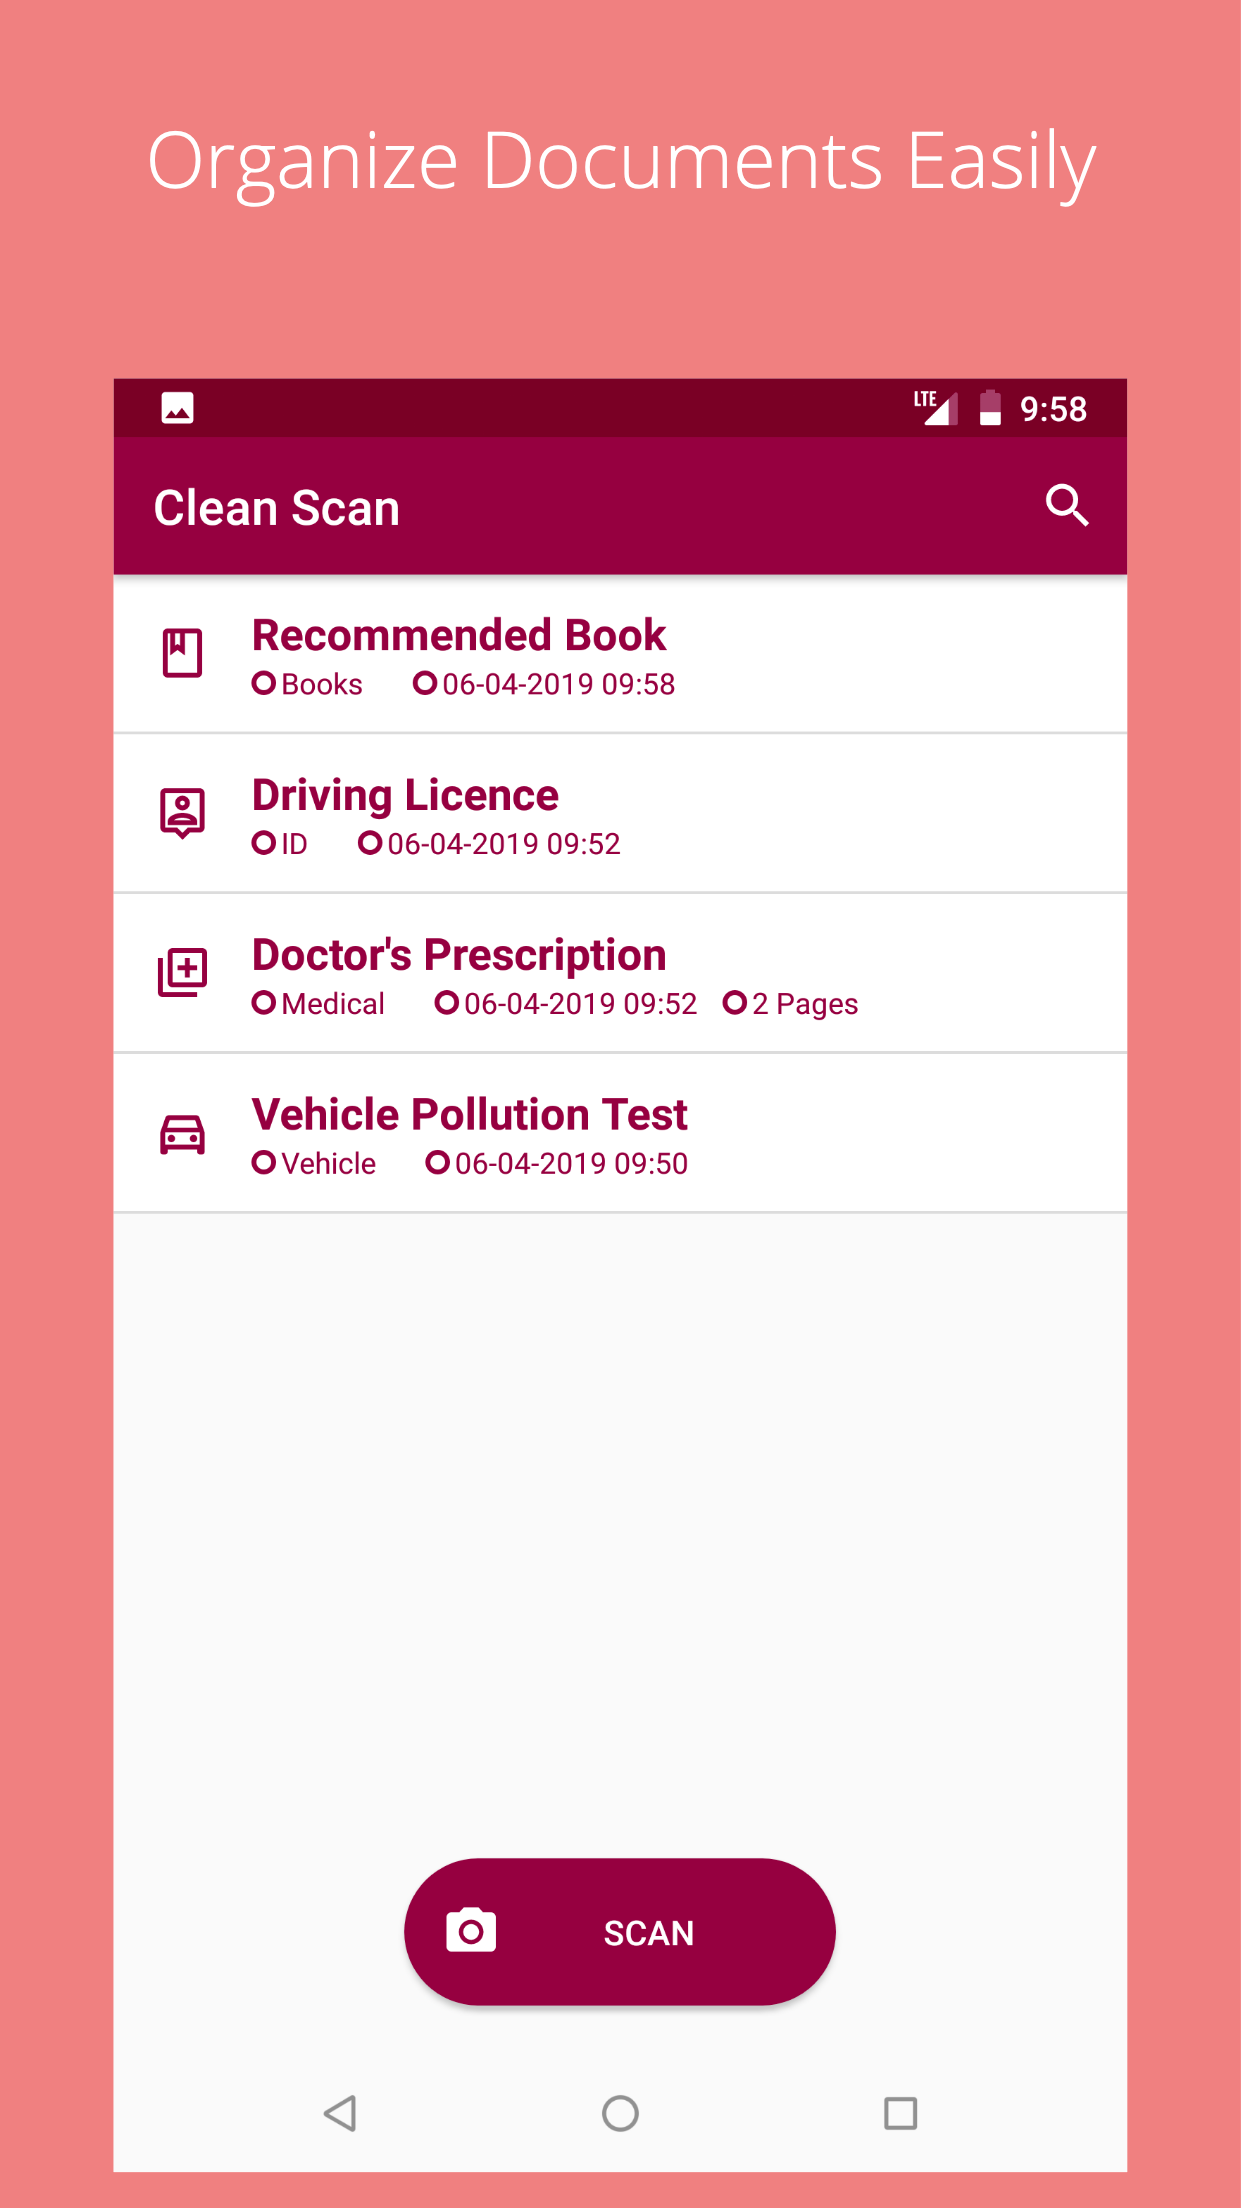 Organize Documents Easily
LTE 9:58
Clean Scan
Recommended Book
Books 06-04-2019 09:58
Driving Licence
ID 06-04-2019 09:52
Doctor's Prescription
Medical 06-04-2019 09:52 2 Pages
Vehicle Pollution Test
Vehicle 06-04-2019 09:50
SCAN